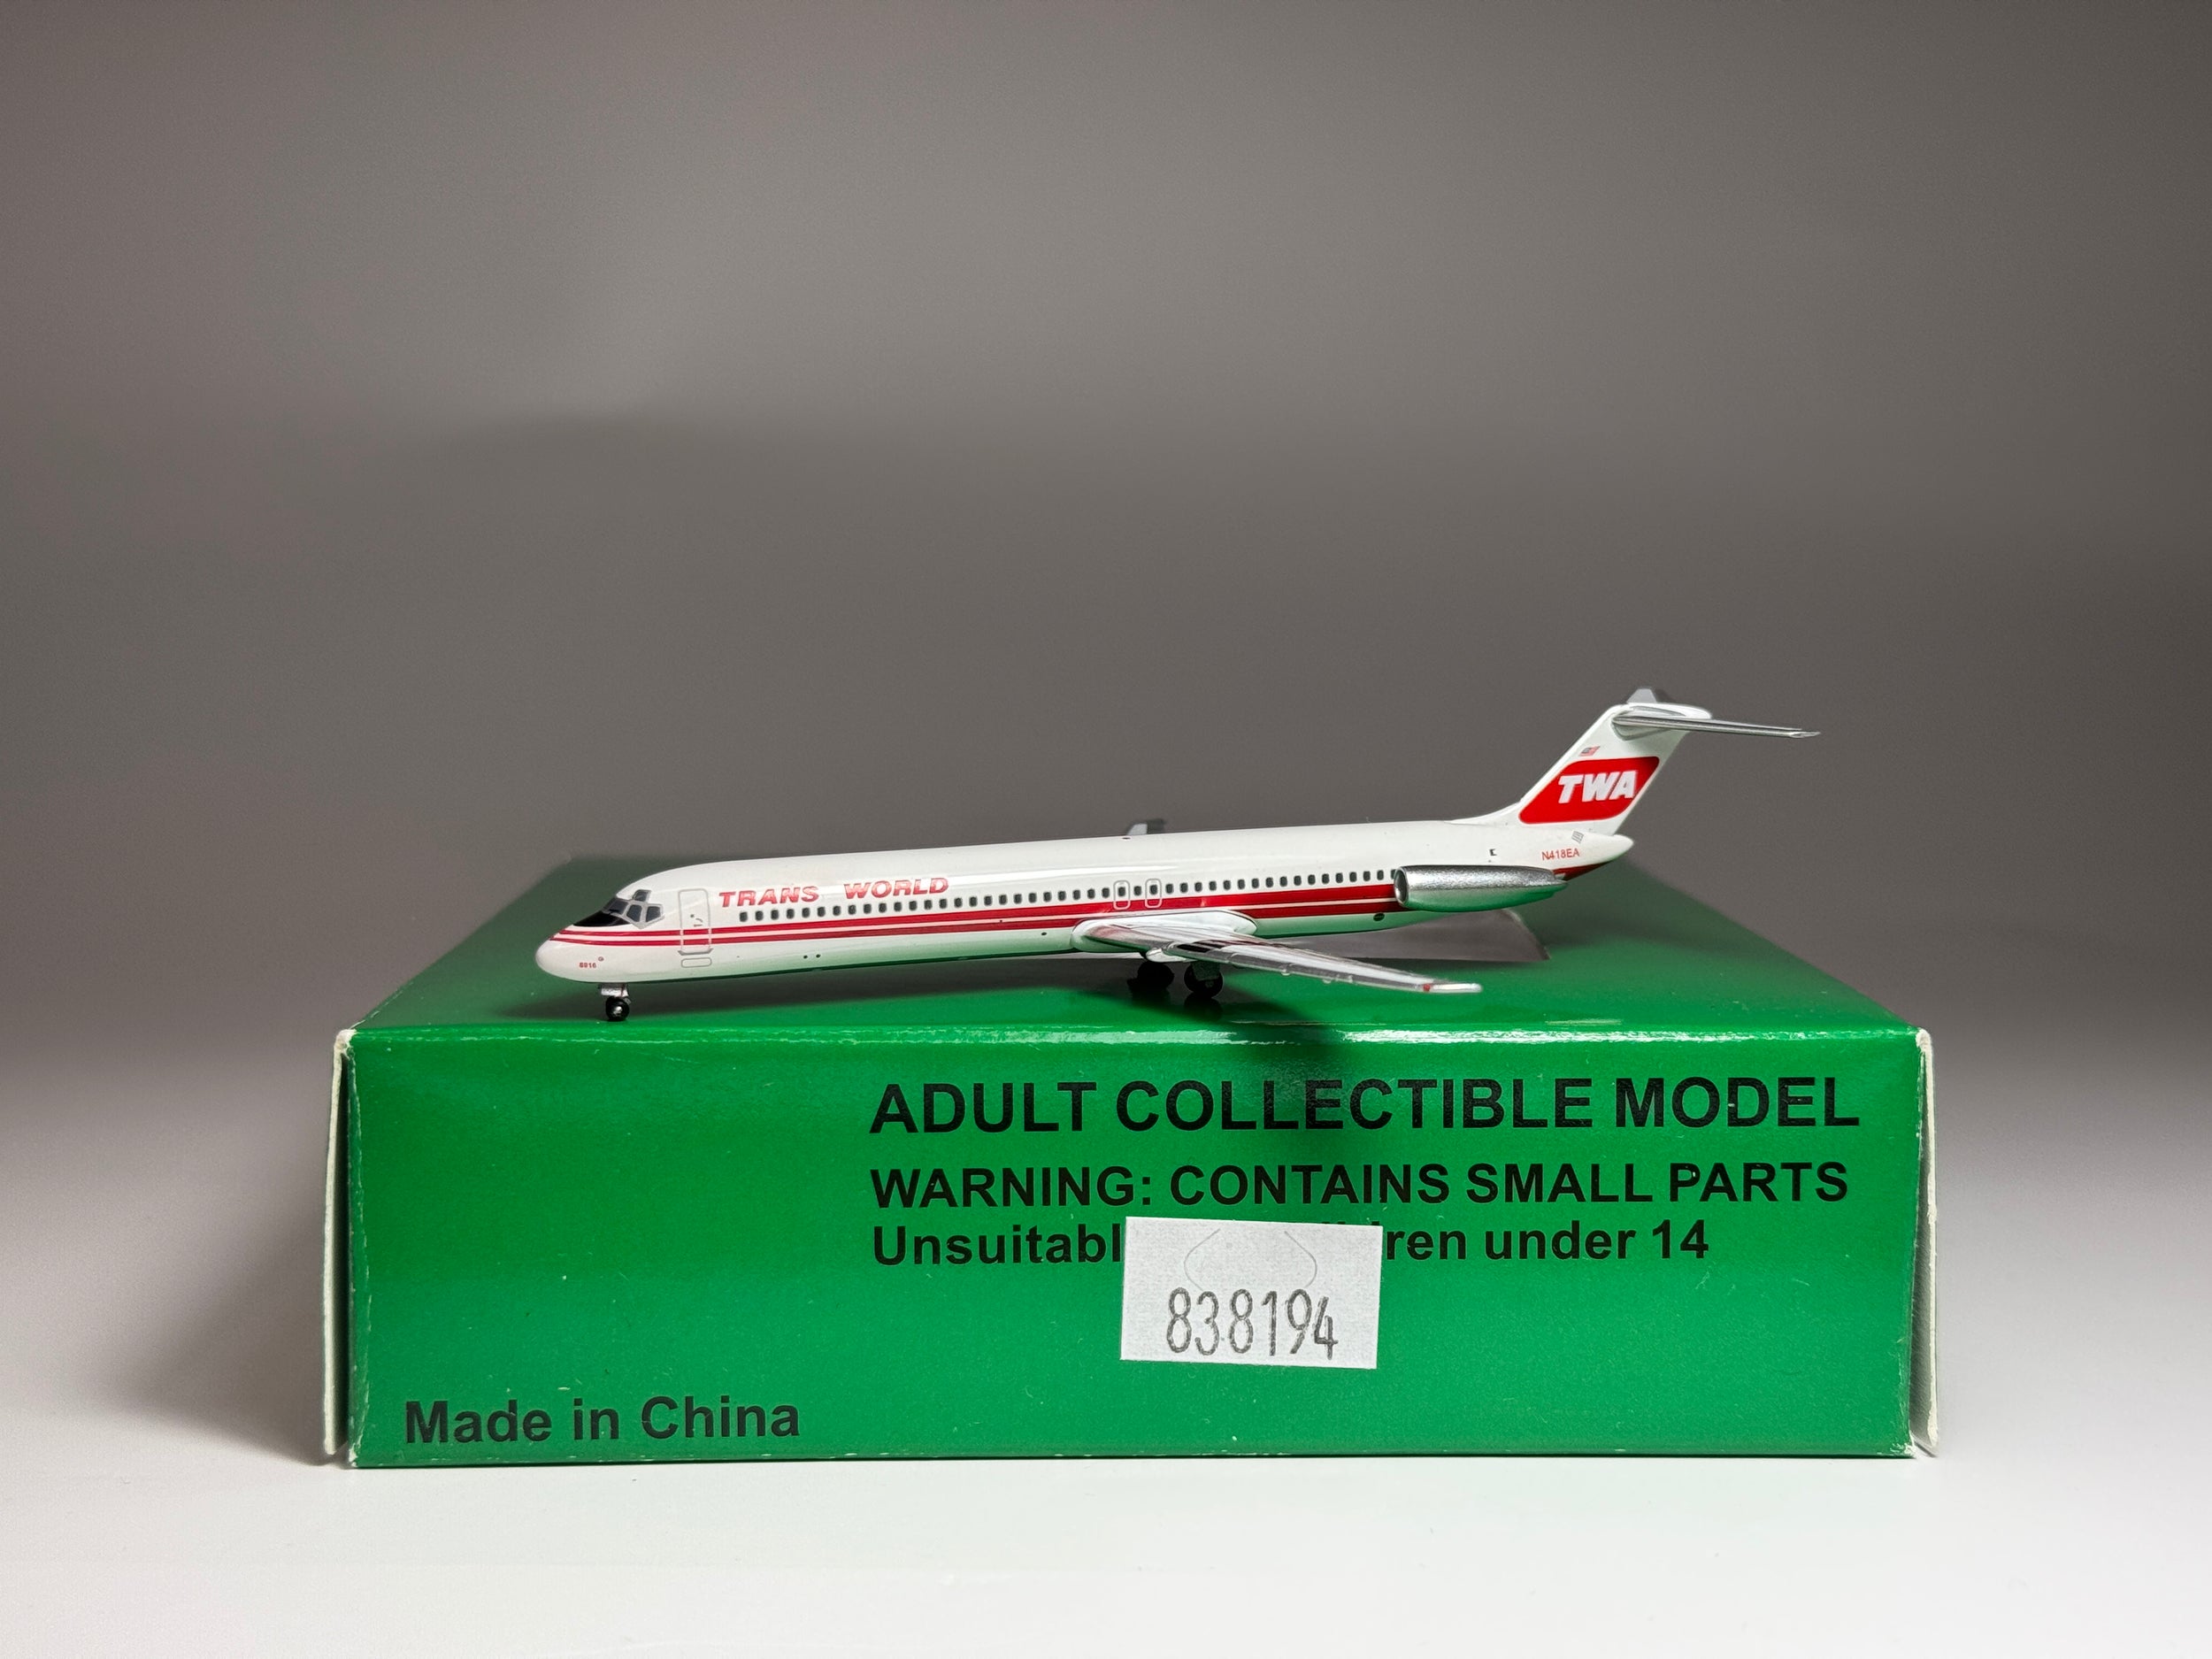 TWA
N418EA
TRANS WORLD
ADULT COLLECTIBLE MODEL
WARNING: CONTAINS SMALL PARTS
Unsuitabl ren under 14
838194
Made in China